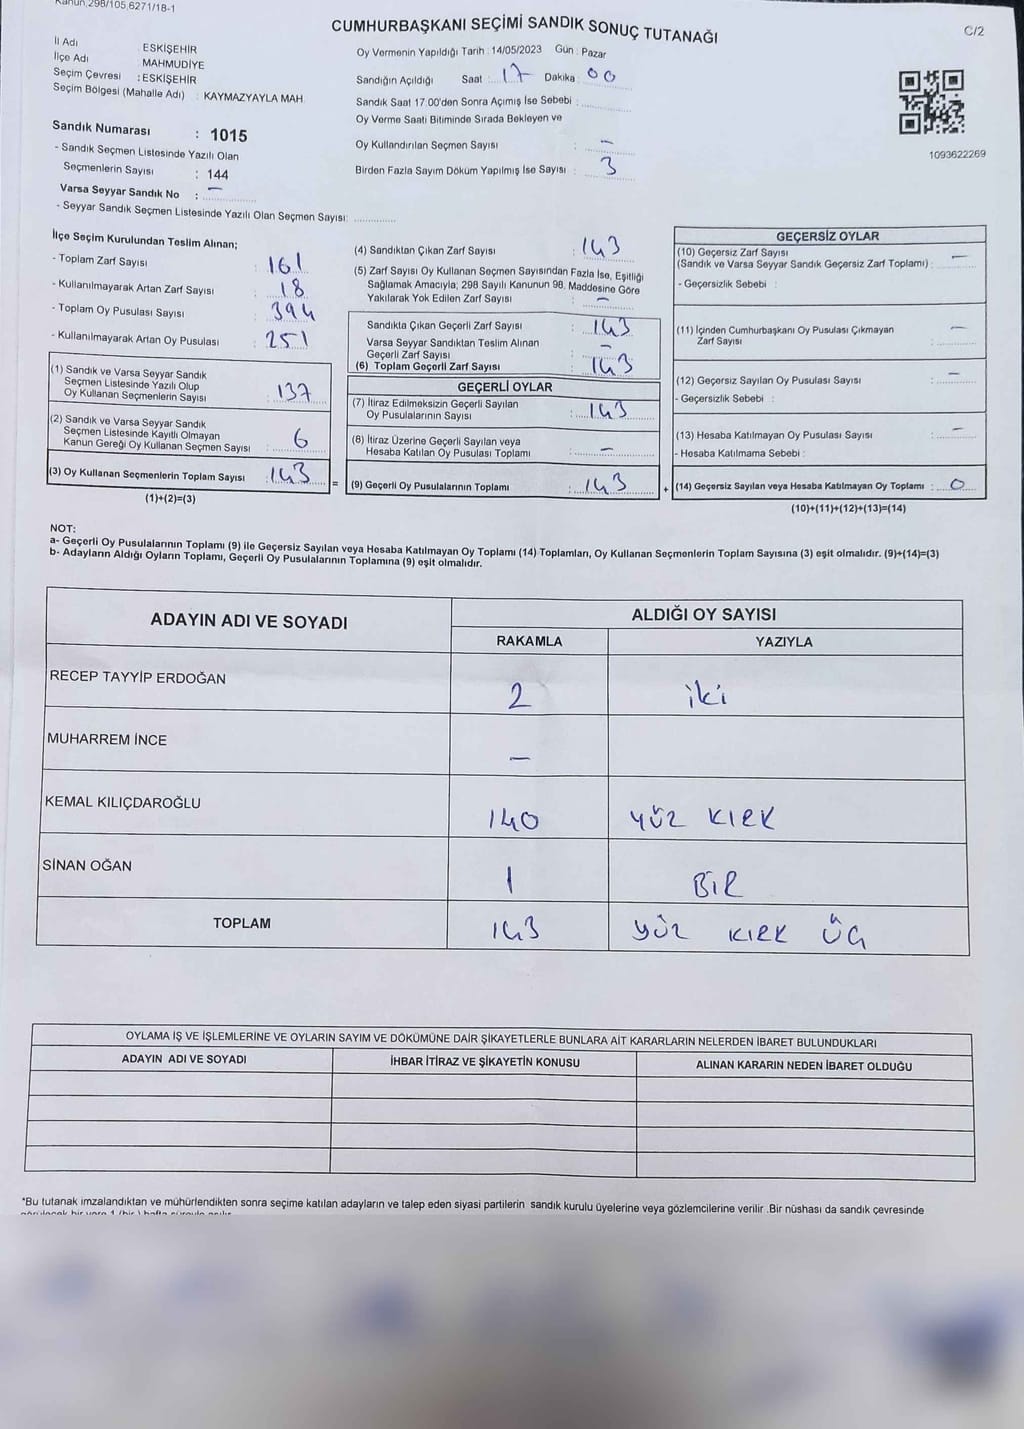 Kanun,298/105,6271/18-1
CUMHURBAŞKANI SEÇİMİ SANDIK SONUÇ TUTANAĞI
C/2
İl Adı : ESKİŞEHİR
İlçe Adı : MAHMUDİYE
Seçim Çevresi : ESKİŞEHİR
Seçim Bölgesi (Mahalle Adı) : KAYMAZYAYLA MAH.
Oy Vermenin Yapıldığı Tarih : 14/05/2023 Gün : Pazar
Sandığın Açıldığı Saat : 17 Dakika : 00
Sandık Saat 17.00'den Sonra Açımış İse Sebebi :
Oy Verme Saati Bitiminde Sırada Bekleyen ve
Oy Kullandırılan Seçmen Sayısı : —
Birden Fazla Sayım Döküm Yapılmış İse Sayısı : 3
1093622269
Sandık Numarası : 1015
- Sandık Seçmen Listesinde Yazılı Olan
Seçmenlerin Sayısı : 144
Varsa Seyyar Sandık No : —
- Seyyar Sandık Seçmen Listesinde Yazılı Olan Seçmen Sayısı:
İlçe Seçim Kurulundan Teslim Alınan;
- Toplam Zarf Sayısı : 161
- Kullanılmayarak Artan Zarf Sayısı : 18
- Toplam Oy Pusulası Sayısı : 394
- Kullanılmayarak Artan Oy Pusulası : 251
(1) Sandık ve Varsa Seyyar Sandık
Seçmen Listesinde Yazılı Olup
Oy Kullanan Seçmenlerin Sayısı : 137
(2) Sandık ve Varsa Seyyar Sandık
Seçmen Listesinde Kayıtlı Olmayan
Kanun Gereği Oy Kullanan Seçmen Sayısı : 6
(3) Oy Kullanan Seçmenlerin Toplam Sayısı : 143
(1)+(2)=(3)
(4) Sandıktan Çıkan Zarf Sayısı : 143
(5) Zarf Sayısı Oy Kullanan Seçmen Sayısından Fazla İse, Eşitliği
Sağlamak Amacıyla; 298 Sayılı Kanunun 98. Maddesine Göre
Yakılarak Yok Edilen Zarf Sayısı : —
Sandıkta Çıkan Geçerli Zarf Sayısı : 143
Varsa Seyyar Sandıktan Teslim Alınan
Geçerli Zarf Sayısı : —
(6) Toplam Geçerli Zarf Sayısı : 143
GEÇERLİ OYLAR
(7) İtiraz Edilmeksizin Geçerli Sayılan
Oy Pusulalarının Sayısı : 143
(8) İtiraz Üzerine Geçerli Sayılan veya
Hesaba Katılan Oy Pusulası Toplamı : —
= (9) Geçerli Oy Pusulalarının Toplamı : 143
GEÇERSİZ OYLAR
(10) Geçersiz Zarf Sayısı
(Sandık ve Varsa Seyyar Sandık Geçersiz Zarf Toplamı) : —
- Geçersizlik Sebebi :
(11) İçinden Cumhurbaşkanı Oy Pusulası Çıkmayan
Zarf Sayısı : —
(12) Geçersiz Sayılan Oy Pusulası Sayısı : —
- Geçersizlik Sebebi :
(13) Hesaba Katılmayan Oy Pusulası Sayısı : —
- Hesaba Katılmama Sebebi :
+ (14) Geçersiz Sayılan veya Hesaba Katılmayan Oy Toplamı : 0
(10)+(11)+(12)+(13)=(14)
NOT:
a- Geçerli Oy Pusulalarının Toplamı (9) ile Geçersiz Sayılan veya Hesaba Katılmayan Oy Toplamı (14) Toplamları, Oy Kullanan Seçmenlerin Toplam Sayısına (3) eşit olmalıdır. (9)+(14)=(3)
b- Adayların Aldığı Oyların Toplamı, Geçerli Oy Pusulalarının Toplamına (9) eşit olmalıdır.
ADAYIN ADI VE SOYADI
ALDIĞI OY SAYISI
RAKAMLA YAZIYLA
RECEP TAYYİP ERDOĞAN 2 iki
MUHARREM İNCE —
KEMAL KILIÇDAROĞLU 140 yüz KIRK
SİNAN OĞAN 1 BiR
TOPLAM 143 yüz KIRK ÜÇ
OYLAMA İŞ VE İŞLEMLERİNE VE OYLARIN SAYIM VE DÖKÜMÜNE DAİR ŞİKAYETLERLE BUNLARA AİT KARARLARIN NELERDEN İBARET BULUNDUKLARI
ADAYIN ADI VE SOYADI İHBAR İTİRAZ VE ŞİKAYETİN KONUSU ALINAN KARARIN NEDEN İBARET OLDUĞU
*Bu tutanak imzalandıktan ve mühürlendikten sonra seçime katılan adayların ve talep eden siyasi partilerin sandık kurulu üyelerine veya gözlemcilerine verilir .Bir nüshası da sandık çevresinde